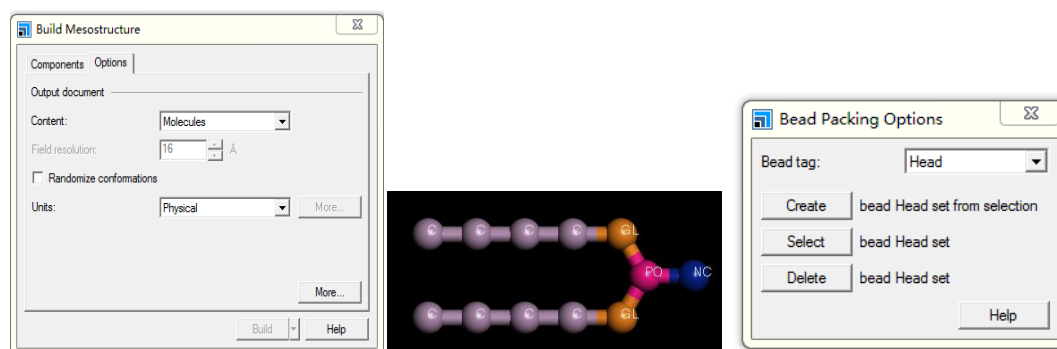 Build Mesostructure
Components Options
Output document
Content: Molecules
Field resolution: 16 Å
Randomize conformations
Units: Physical More...
More...
Build Help
C C C C GL
PO NC
C C C C GL
Bead Packing Options
Bead tag: Head
Create bead Head set from selection
Select bead Head set
Delete bead Head set
Help